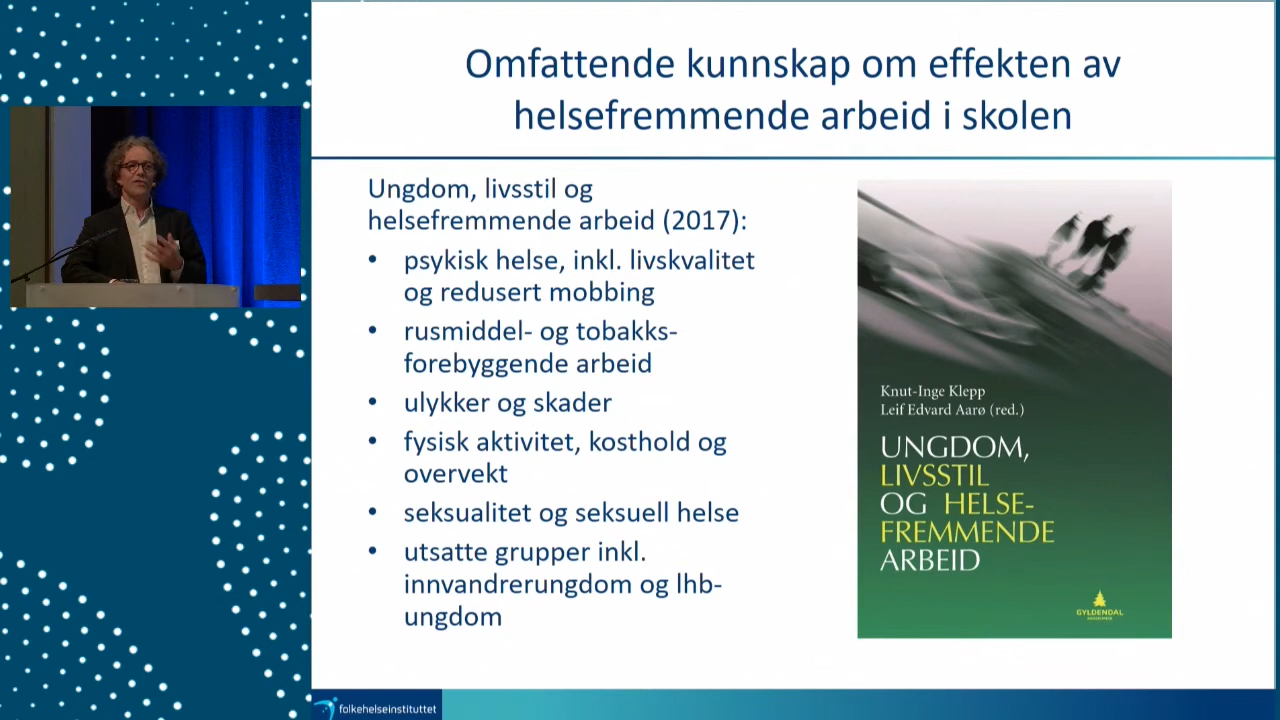 Omfattende kunnskap om effekten av
helsefremmende arbeid i skolen
Ungdom, livsstil og
helsefremmende arbeid (2017):
• psykisk helse, inkl. livskvalitet
og redusert mobbing
• rusmiddel- og tobakks-
forebyggende arbeid
• ulykker og skader
• fysisk aktivitet, kosthold og
overvekt
• seksualitet og seksuell helse
• utsatte grupper inkl.
innvandrerungdom og lhb-
ungdom
Knut-Inge Klepp
Leif Edvard Aarø (red.)
UNGDOM,
LIVSSTIL
OG HELSE-
FREMMENDE
ARBEID
GYLDENDAL
AKADEMISK
folkehelseinstituttet